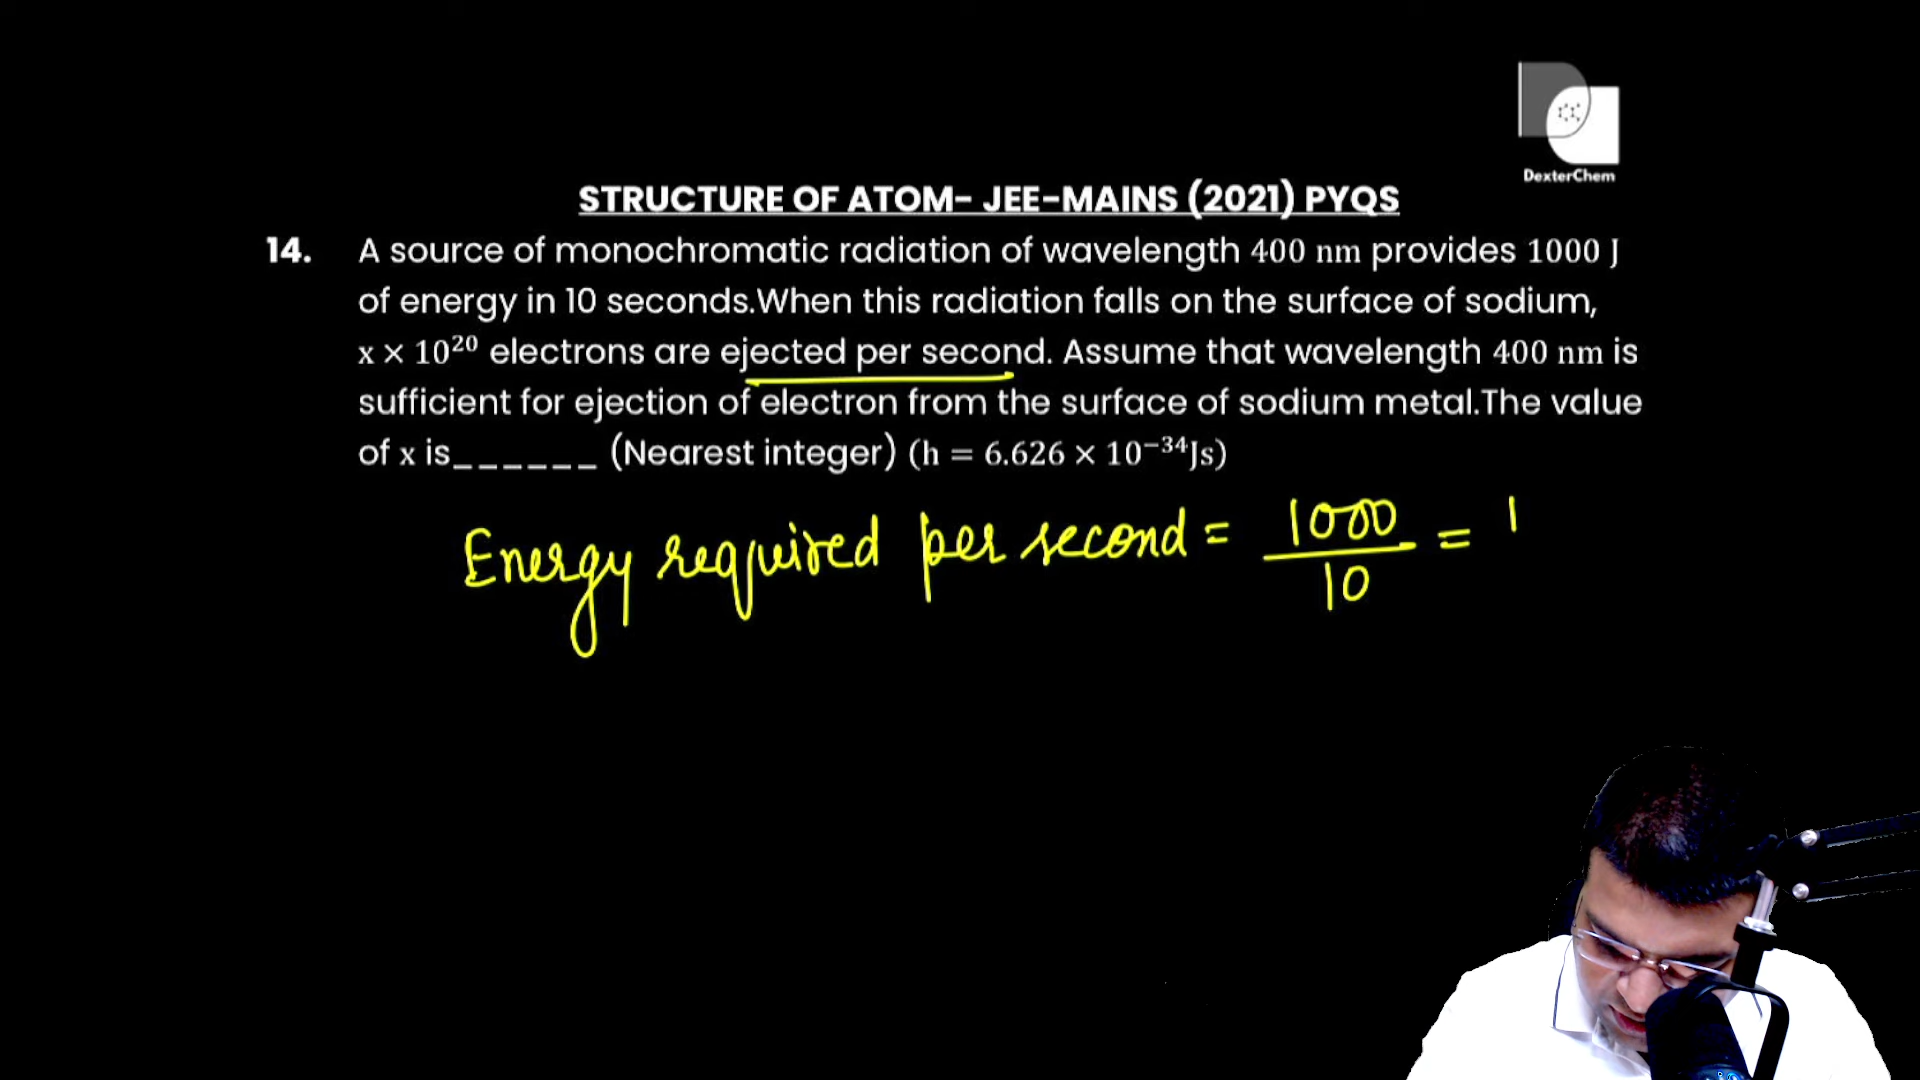 DexterChem
STRUCTURE OF ATOM- JEE-MAINS (2021) PYQS
14. A source of monochromatic radiation of wavelength 400 nm provides 1000 J
of energy in 10 seconds.When this radiation falls on the surface of sodium,
x × 10²⁰ electrons are ejected per second. Assume that wavelength 400 nm is
sufficient for ejection of electron from the surface of sodium metal.The value
of x is______ (Nearest integer) (h = 6.626 × 10⁻³⁴Js)
Energy required per second = 1000/10 = 1